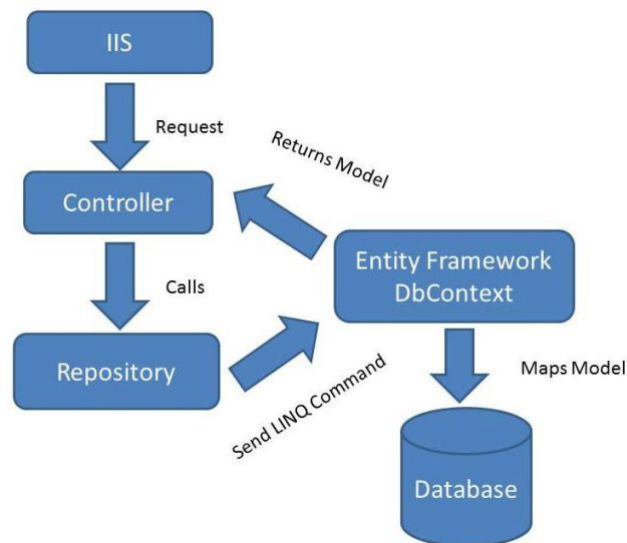 IIS
Request
Returns Model
Controller
Entity Framework
DbContext
Calls
Repository
Send LINQ Command
Maps Model
Database